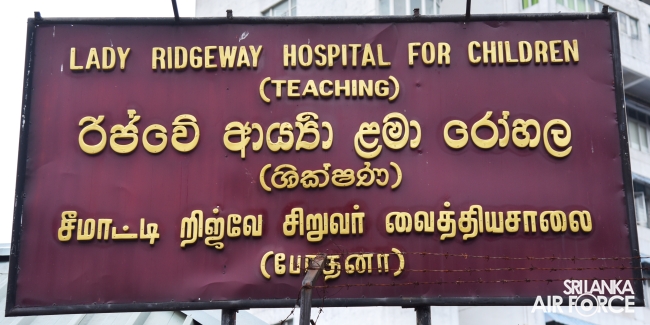 LADY RIDGEWAY HOSPITAL FOR CHILDREN
(TEACHING)
රිජ්වේ ආර්‍ය්‍යා ළමා රෝහල
(ශික්ෂණ)
சீமாட்டி றிஜ்வே சிறுவர் வைத்தியசாலை
(போதனா)
SRI LANKA
AIR FORCE